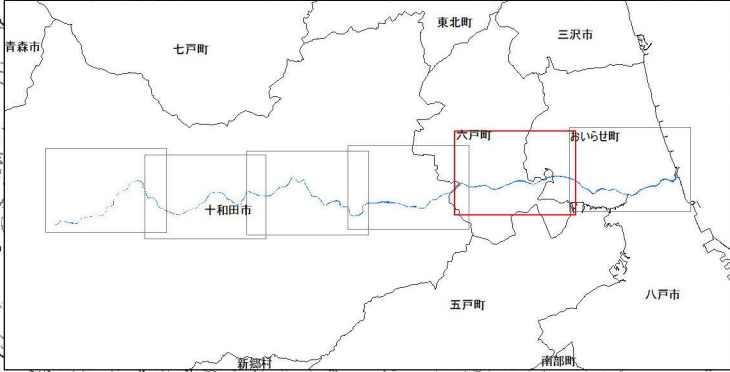 東北町
三沢市
青森市
七戸町
六戸町
おいらせ町
十和田市
五戸町
八戸市
新郷村
南部町